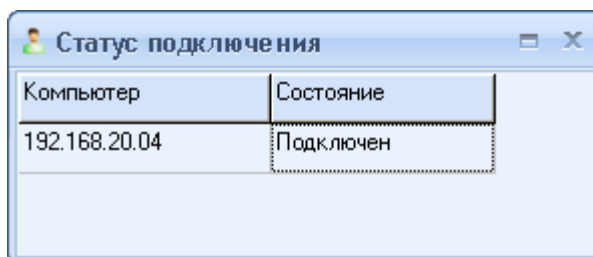 Статус подключения
Компьютер Состояние
192.168.20.04 Подключен